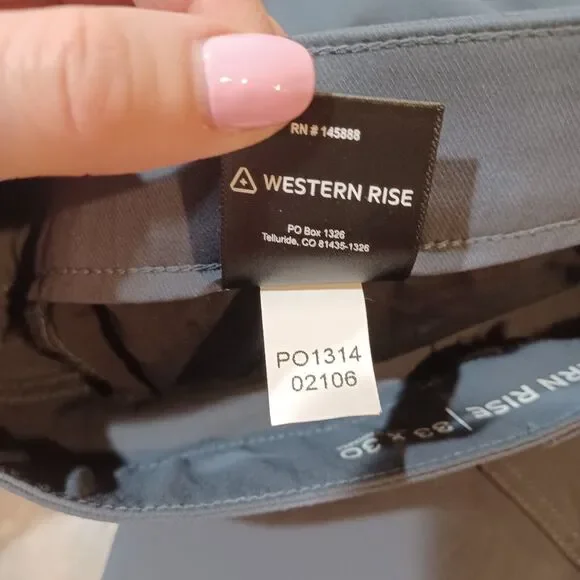 RN # 145888
WESTERN RISE
PO Box 1326
Telluride, CO 81435-1326
PO1314
02106
RN RISE | 33 x 30